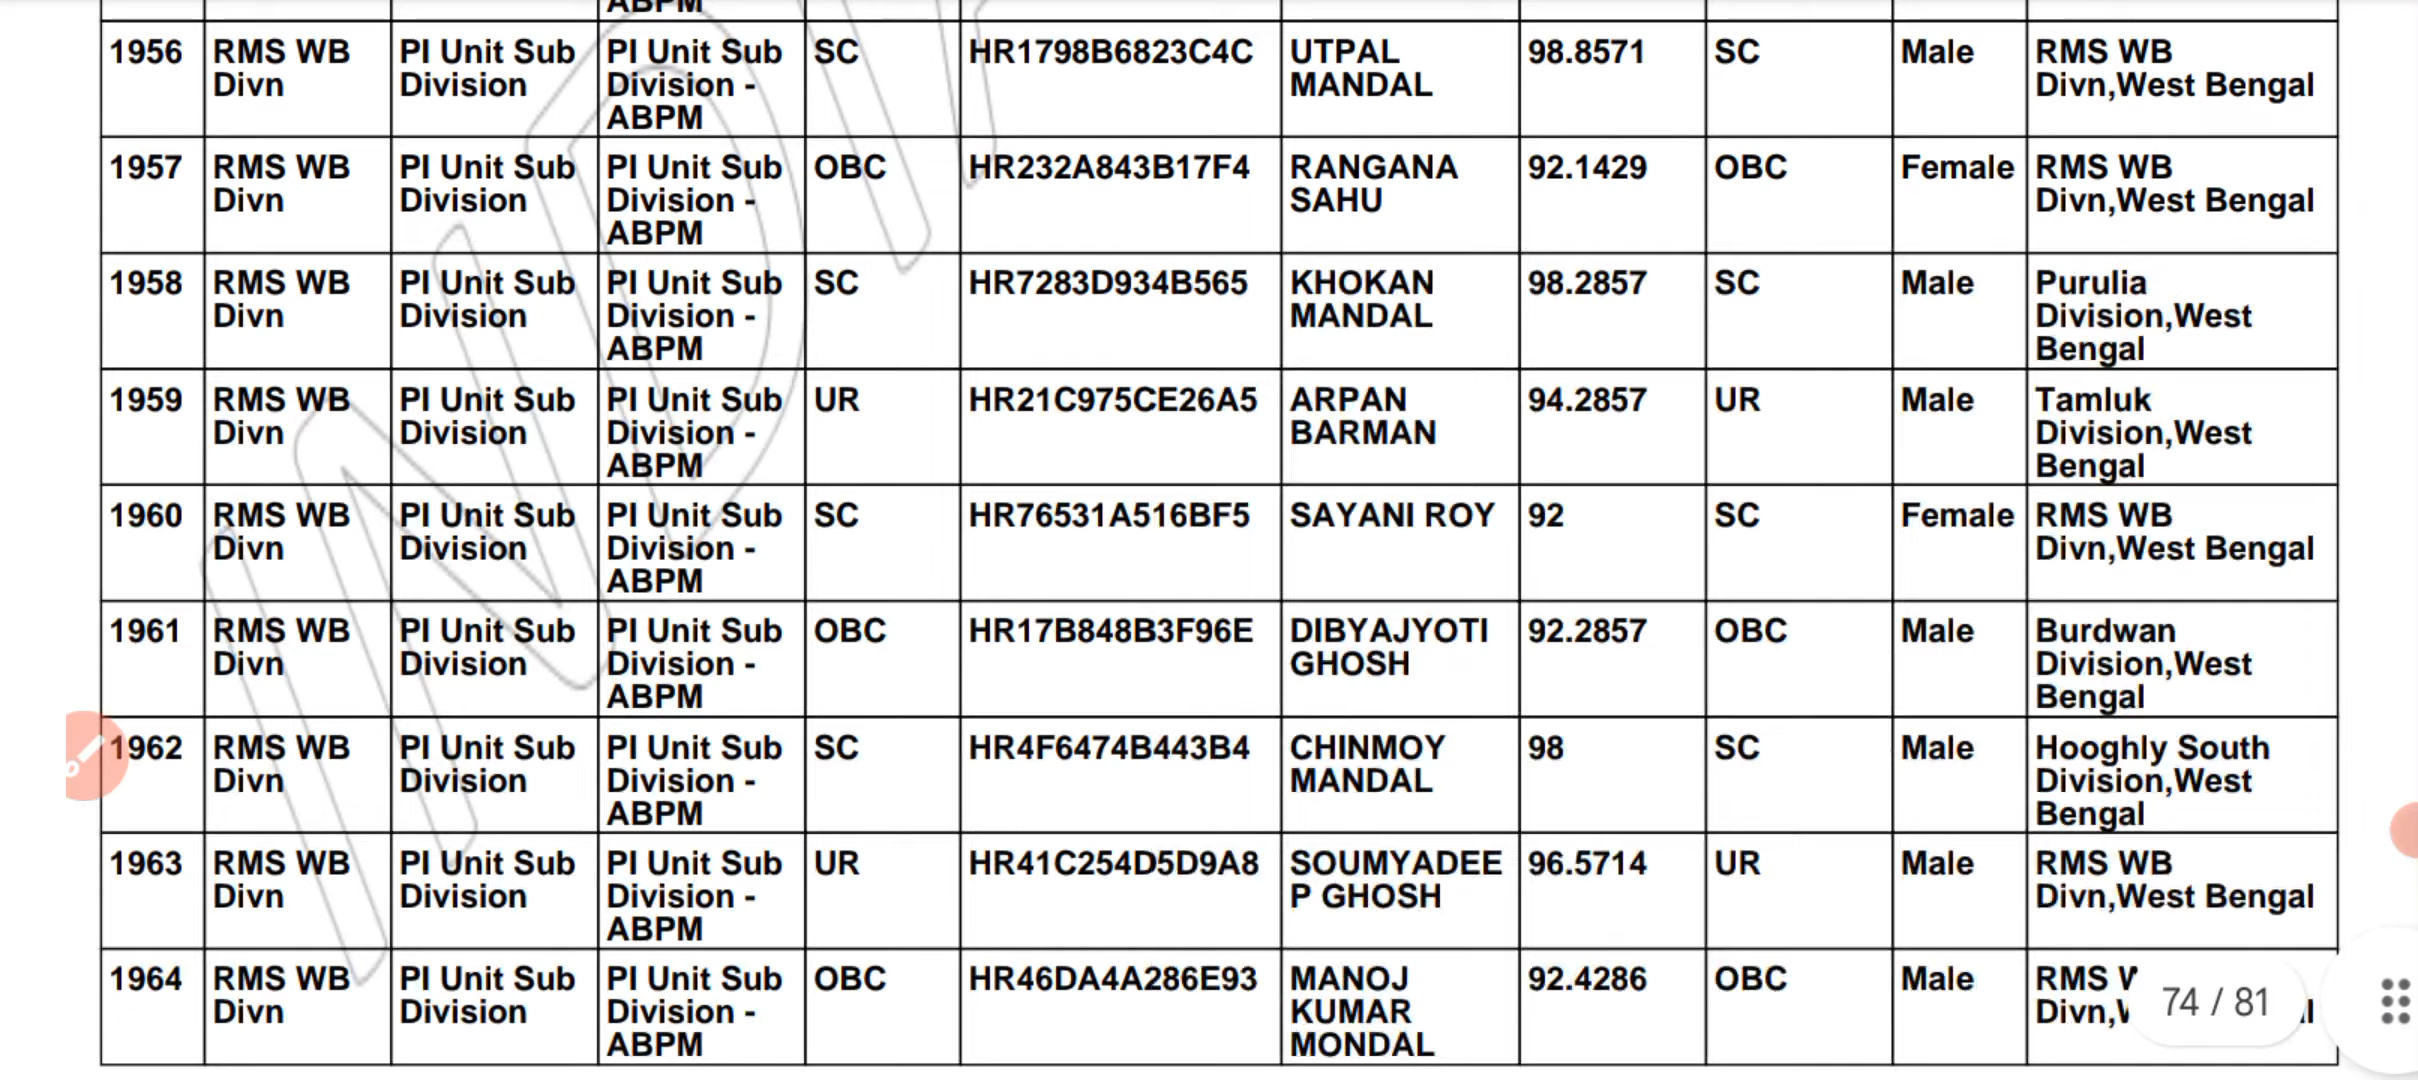 ABPM
1956 RMS WB Divn PI Unit Sub Division PI Unit Sub Division - ABPM SC HR1798B6823C4C UTPAL MANDAL 98.8571 SC Male RMS WB Divn,West Bengal
1957 RMS WB Divn PI Unit Sub Division PI Unit Sub Division - ABPM OBC HR232A843B17F4 RANGANA SAHU 92.1429 OBC Female RMS WB Divn,West Bengal
1958 RMS WB Divn PI Unit Sub Division PI Unit Sub Division - ABPM SC HR7283D934B565 KHOKAN MANDAL 98.2857 SC Male Purulia Division,West Bengal
1959 RMS WB Divn PI Unit Sub Division PI Unit Sub Division - ABPM UR HR21C975CE26A5 ARPAN BARMAN 94.2857 UR Male Tamluk Division,West Bengal
1960 RMS WB Divn PI Unit Sub Division PI Unit Sub Division - ABPM SC HR76531A516BF5 SAYANI ROY 92 SC Female RMS WB Divn,West Bengal
1961 RMS WB Divn PI Unit Sub Division PI Unit Sub Division - ABPM OBC HR17B848B3F96E DIBYAJYOTI GHOSH 92.2857 OBC Male Burdwan Division,West Bengal
1962 RMS WB Divn PI Unit Sub Division PI Unit Sub Division - ABPM SC HR4F6474B443B4 CHINMOY MANDAL 98 SC Male Hooghly South Division,West Bengal
1963 RMS WB Divn PI Unit Sub Division PI Unit Sub Division - ABPM UR HR41C254D5D9A8 SOUMYADEE P GHOSH 96.5714 UR Male RMS WB Divn,West Bengal
1964 RMS WB Divn PI Unit Sub Division PI Unit Sub Division - ABPM OBC HR46DA4A286E93 MANOJ KUMAR MONDAL 92.4286 OBC Male RMS Divn,
74 / 81